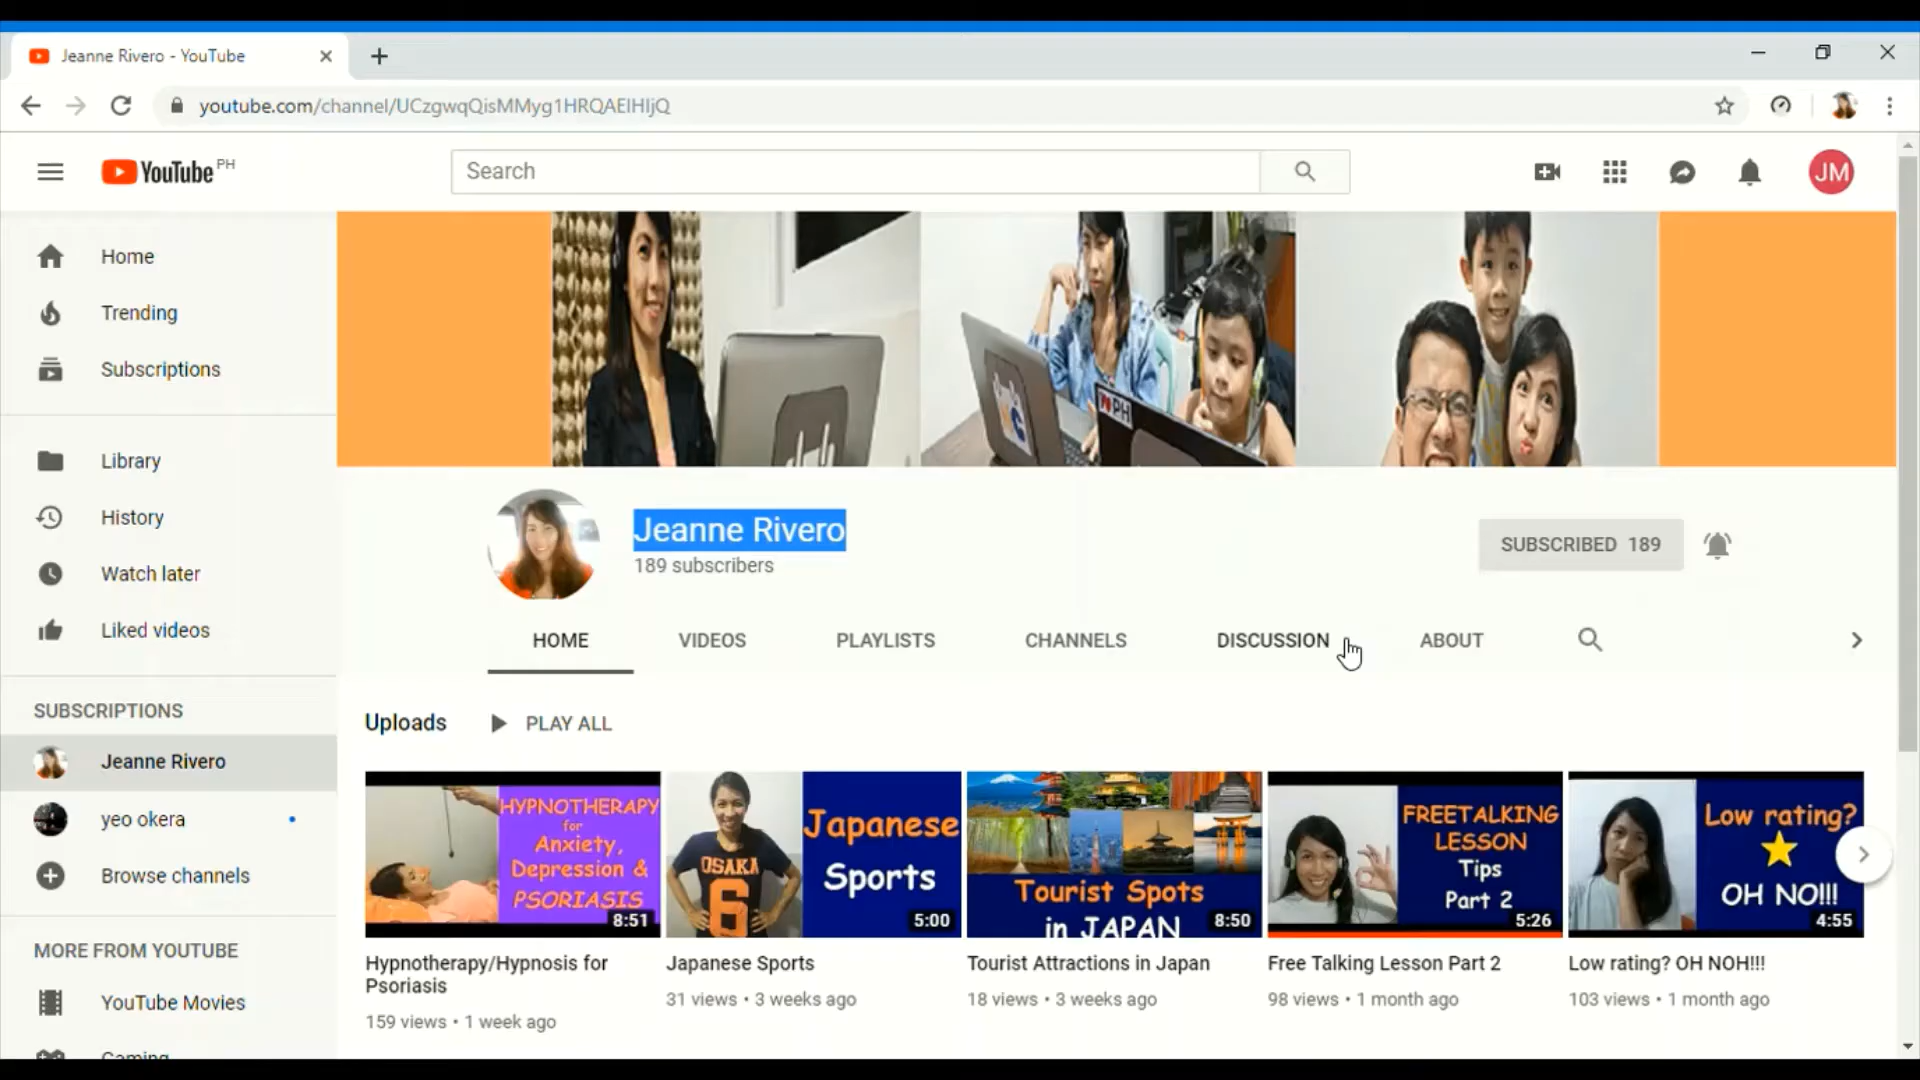 Jeanne Rivero - YouTube
youtube.com/channel/UCzgwqQisMMyg1HRQAEIHIjQ
YouTube PH
Search
JM
Home
Trending
Subscriptions
Library
History
Watch later
Liked videos
SUBSCRIPTIONS
Jeanne Rivero
yeo okera
Browse channels
MORE FROM YOUTUBE
YouTube Movies
Gaming
PH
Jeanne Rivero
189 subscribers
SUBSCRIBED 189
HOME VIDEOS PLAYLISTS CHANNELS DISCUSSION ABOUT
Uploads PLAY ALL
HYPNOTHERAPY
for
Anxiety,
Depression &
PSORIASIS
8:51
Hypnotherapy/Hypnosis for
Psoriasis
159 views • 1 week ago
OSAKA
6
Japanese
Sports
5:00
Japanese Sports
31 views • 3 weeks ago
Tourist Spots
in JAPAN
8:50
Tourist Attractions in Japan
18 views • 3 weeks ago
FREETALKING
LESSON
Tips
Part 2
5:26
Free Talking Lesson Part 2
98 views • 1 month ago
Low rating?
OH NO!!!
4:55
Low rating? OH NOH!!!
103 views • 1 month ago